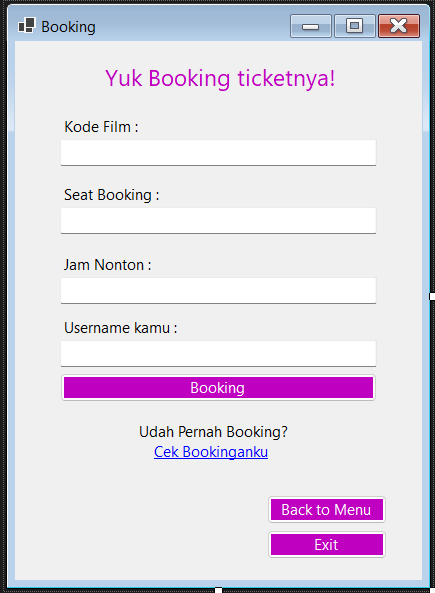 Booking
Yuk Booking ticketnya!
Kode Film :
Seat Booking :
Jam Nonton :
Username kamu :
Booking
Udah Pernah Booking?
Cek Bookinganku
Back to Menu
Exit